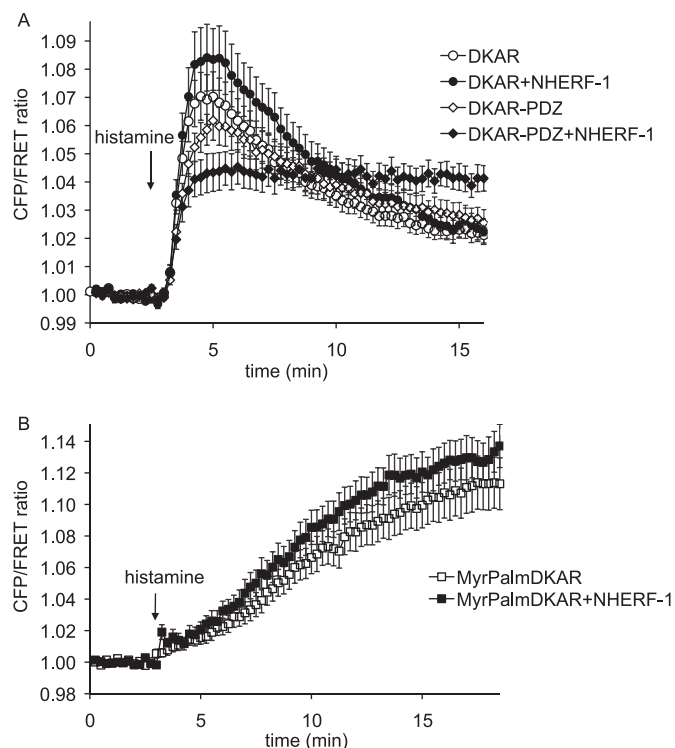 A
CFP/FRET ratio
1.09
1.08
1.07
1.06
1.05
1.04
1.03
1.02
1.01
1.00
0.99
histamine
DKAR
DKAR+NHERF-1
DKAR-PDZ
DKAR-PDZ+NHERF-1
0 5 10 15
time (min)
B
CFP/FRET ratio
1.14
1.12
1.10
1.08
1.06
1.04
1.02
1.00
0.98
histamine
MyrPalmDKAR
MyrPalmDKAR+NHERF-1
0 5 10 15
time (min)